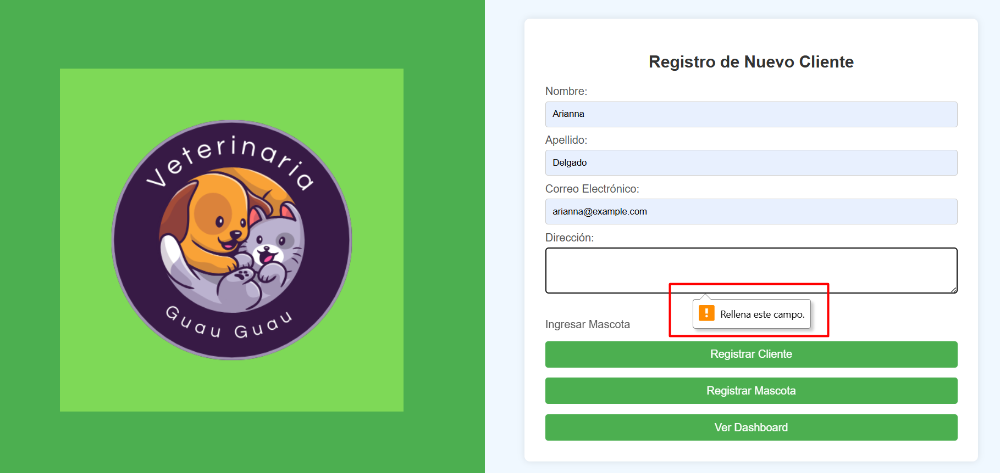 Veterinaria
Guau Guau
Registro de Nuevo Cliente
Nombre:
Arianna
Apellido:
Delgado
Correo Electrónico:
arianna@example.com
Dirección:
Rellena este campo.
Ingresar Mascota
Registrar Cliente
Registrar Mascota
Ver Dashboard